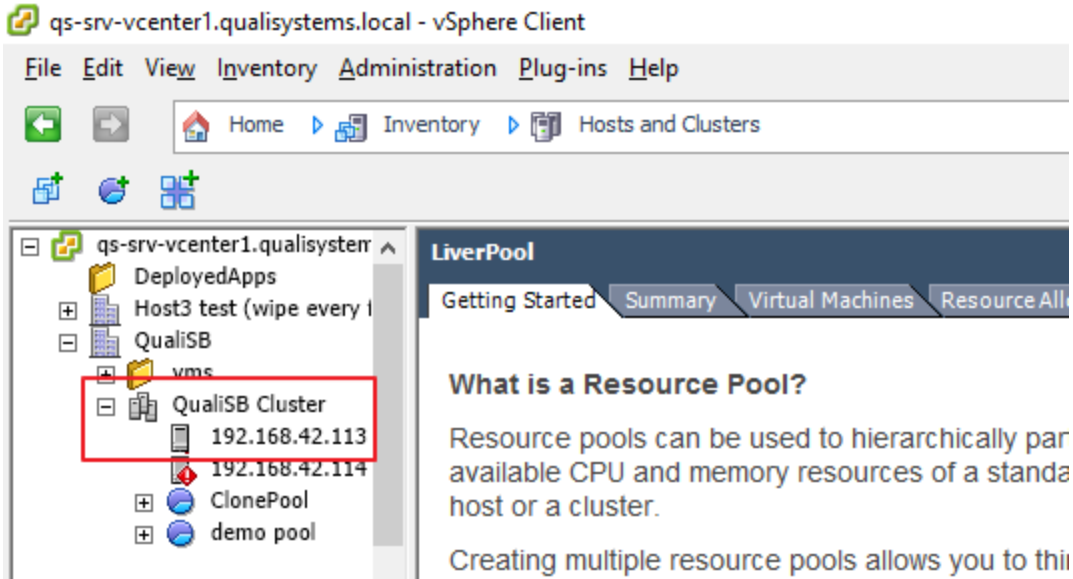 qs-srv-vcenter1.qualisystems.local - vSphere Client
File Edit View Inventory Administration Plug-ins Help
Home Inventory Hosts and Clusters
qs-srv-vcenter1.qualisystem
DeployedApps
Host3 test (wipe every
QualiSB
vms
QualiSB Cluster
192.168.42.113
192.168.42.114
ClonePool
demo pool
LiverPool
Getting Started Summary Virtual Machines Resource All
What is a Resource Pool?
Resource pools can be used to hierarchically par
available CPU and memory resources of a standa
host or a cluster.
Creating multiple resource pools allows you to thi